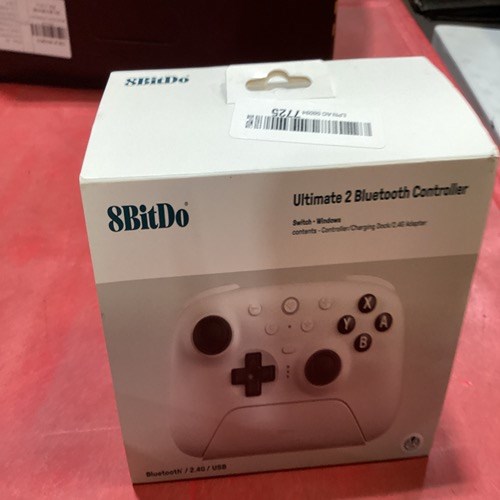 8BitDo
7725
8BitDo
Ultimate 2 Bluetooth Controller
Switch • Windows
contents - Controller/Charging Dock/2.4G Adapter
X
Y
A
B
Bluetooth / 2.4G / USB